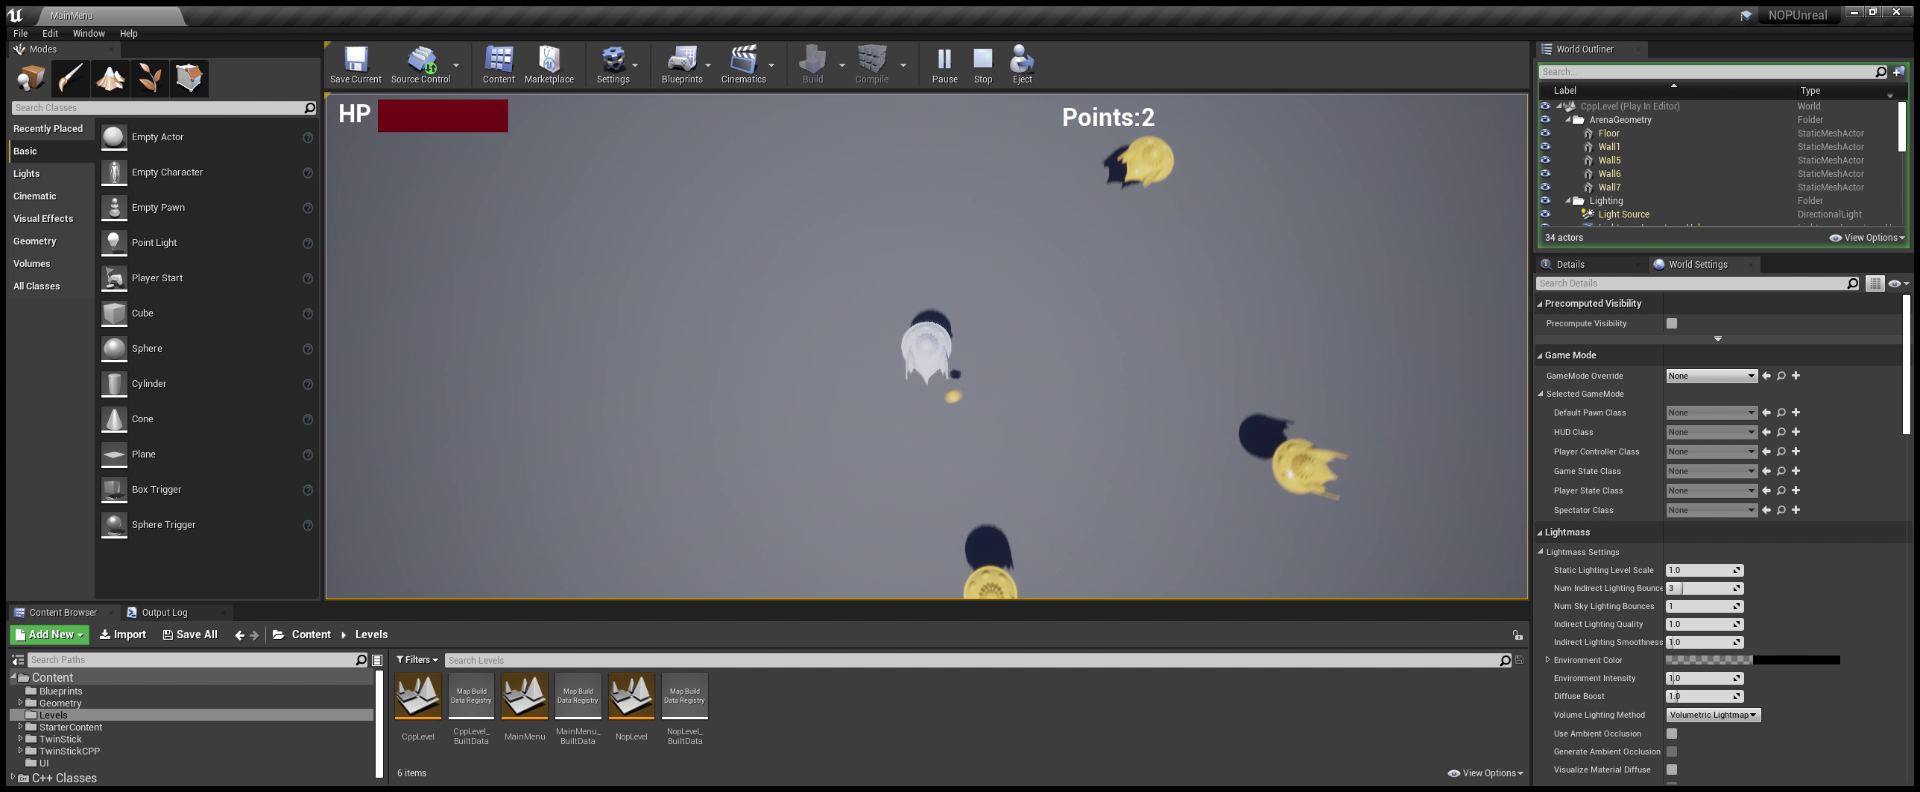 MainMenu
NOPUnreal
File Edit Window Help
Modes
Search Classes
Recently Placed
Basic
Lights
Cinematic
Visual Effects
Geometry
Volumes
All Classes
Empty Actor
Empty Character
Empty Pawn
Point Light
Player Start
Cube
Sphere
Cylinder
Cone
Plane
Box Trigger
Sphere Trigger
Save Current Source Control Content Marketplace Settings Blueprints Cinematics Build Compile Pause Stop Eject
HP
Points:2
World Outliner
Search...
Label Type
CppLevel (Play In Editor) World
ArenaGeometry Folder
Floor StaticMeshActor
Wall1 StaticMeshActor
Wall5 StaticMeshActor
Wall6 StaticMeshActor
Wall7 StaticMeshActor
Lighting Folder
Light Source DirectionalLight
34 actors View Options
Details World Settings
Search Details
Precomputed Visibility
Precompute Visibility
Game Mode
GameMode Override None
Selected GameMode
Default Pawn Class None
HUD Class None
Player Controller Class None
Game State Class None
Player State Class None
Spectator Class None
Lightmass
Lightmass Settings
Static Lighting Level Scale 1.0
Num Indirect Lighting Bounce 3
Num Sky Lighting Bounces 1
Indirect Lighting Quality 1.0
Indirect Lighting Smoothness 1.0
Environment Color
Environment Intensity 1.0
Diffuse Boost 1.0
Volume Lighting Method Volumetric Lightmap
Use Ambient Occlusion
Generate Ambient Occlusion
Visualize Material Diffuse
Content Browser Output Log
Add New Import Save All Content Levels
Search Paths
Content
Blueprints
Geometry
Levels
StarterContent
TwinStick
TwinStickCPP
UI
C++ Classes
Filters Search Levels
Map Build
Data Registry
Map Build
Data Registry
Map Build
Data Registry
CppLevel
CppLevel_
BuiltData
MainMenu
MainMenu_
BuiltData
NopLevel
NopLevel_
BuiltData
6 items View Options